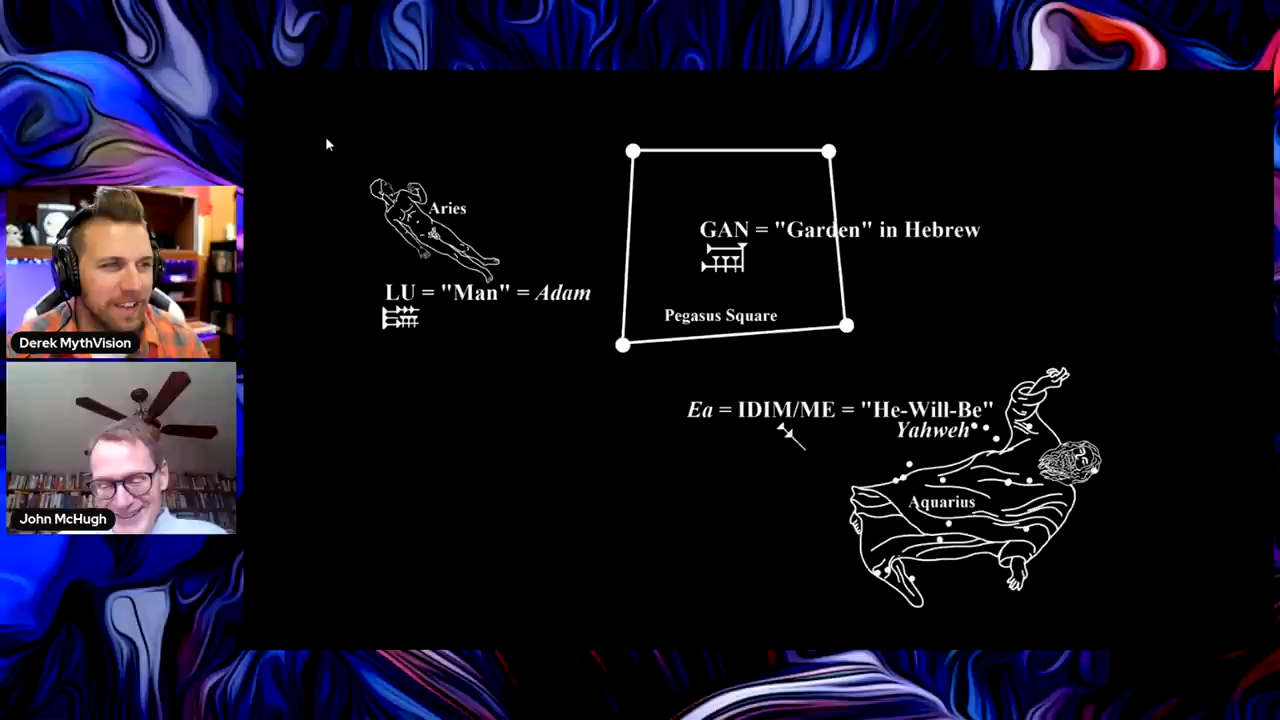 Aries
LU = "Man" = Adam
GAN = "Garden" in Hebrew
Pegasus Square
Ea = IDIM/ME = "He-Will-Be"
Yahweh
Aquarius
Derek MythVision
John McHugh